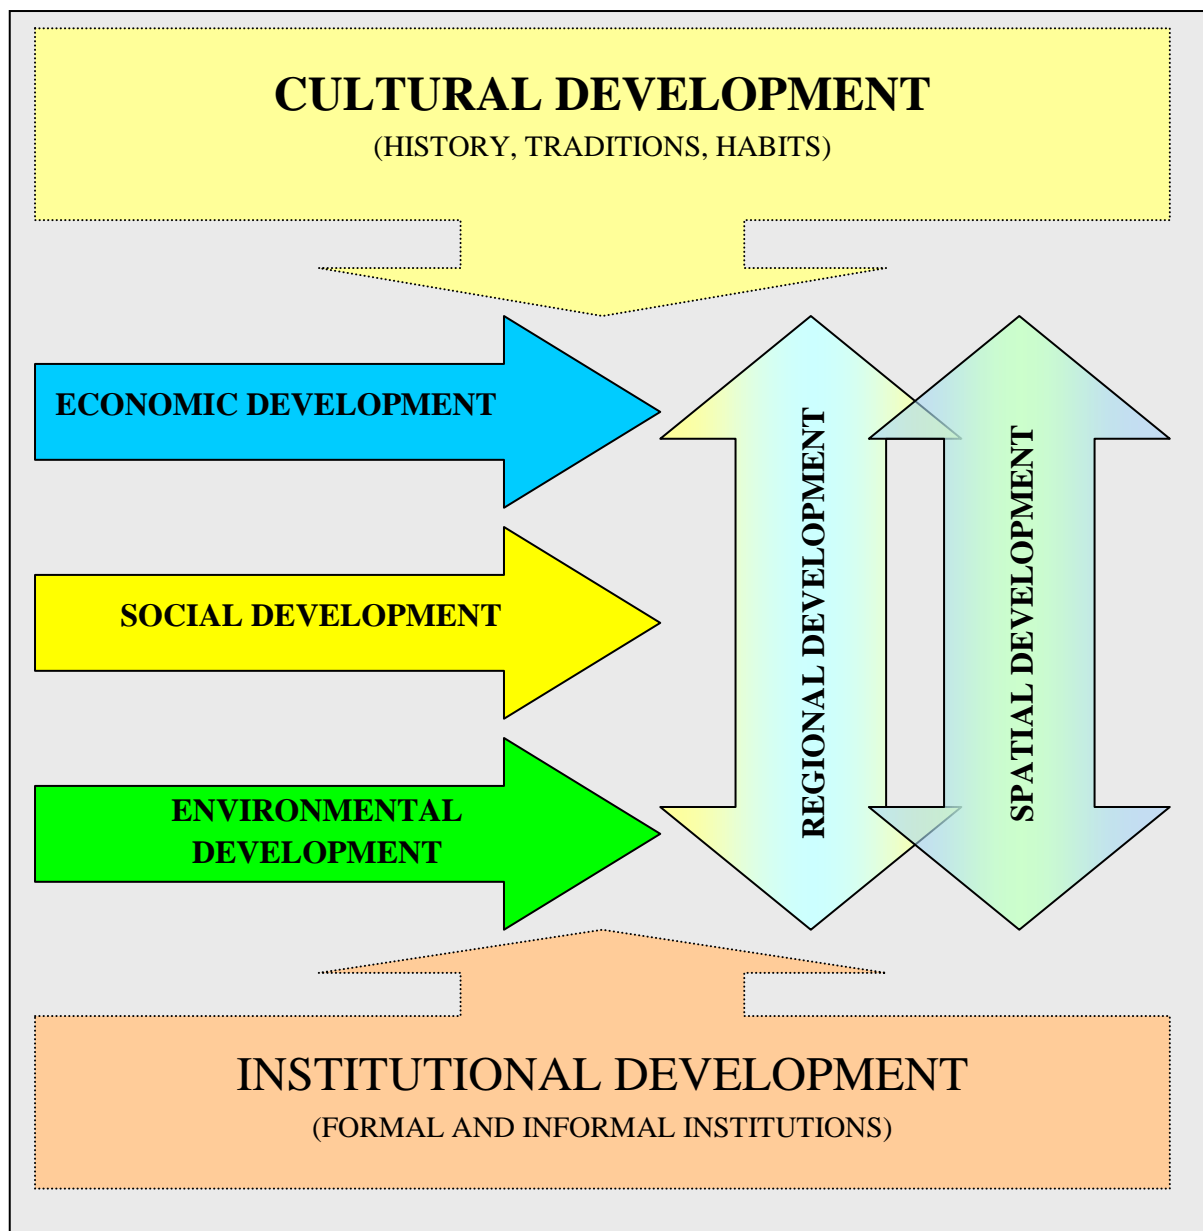 CULTURAL DEVELOPMENT
(HISTORY, TRADITIONS, HABITS)
ECONOMIC DEVELOPMENT
SOCIAL DEVELOPMENT
ENVIRONMENTAL
DEVELOPMENT
REGIONAL DEVELOPMENT
SPATIAL DEVELOPMENT
INSTITUTIONAL DEVELOPMENT
(FORMAL AND INFORMAL INSTITUTIONS)